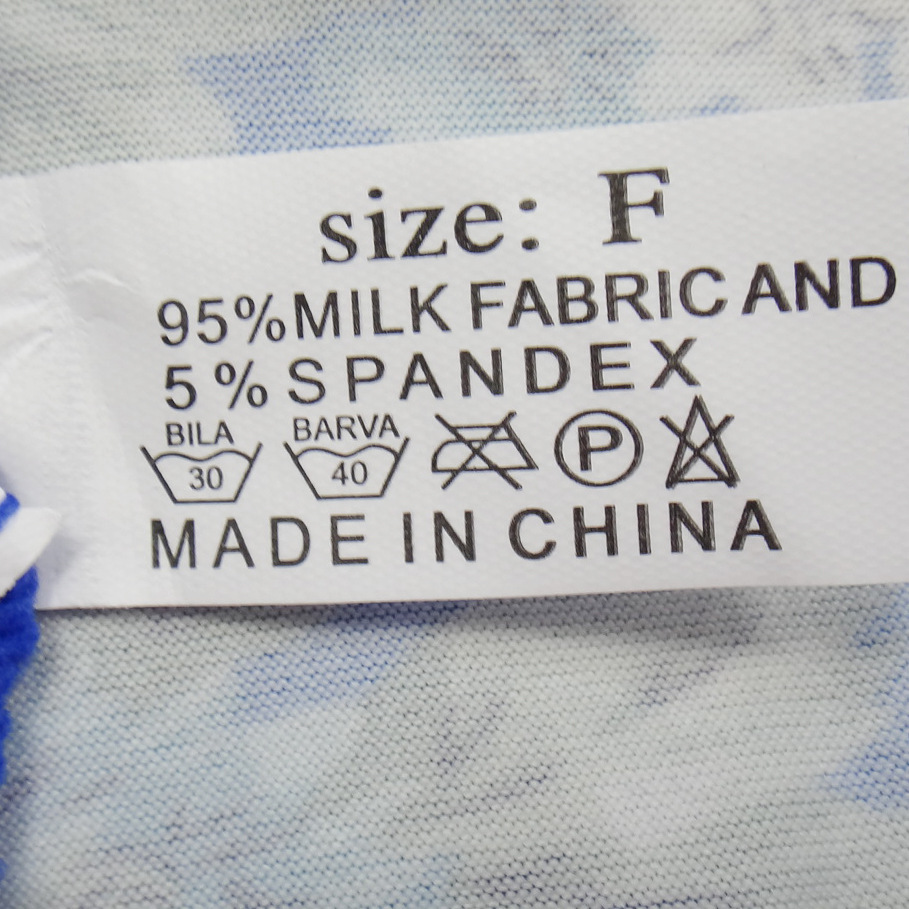 size: F
95%MILK FABRIC AND
5% SPANDEX
BILA BARVA
30 40 P
MADE IN CHINA